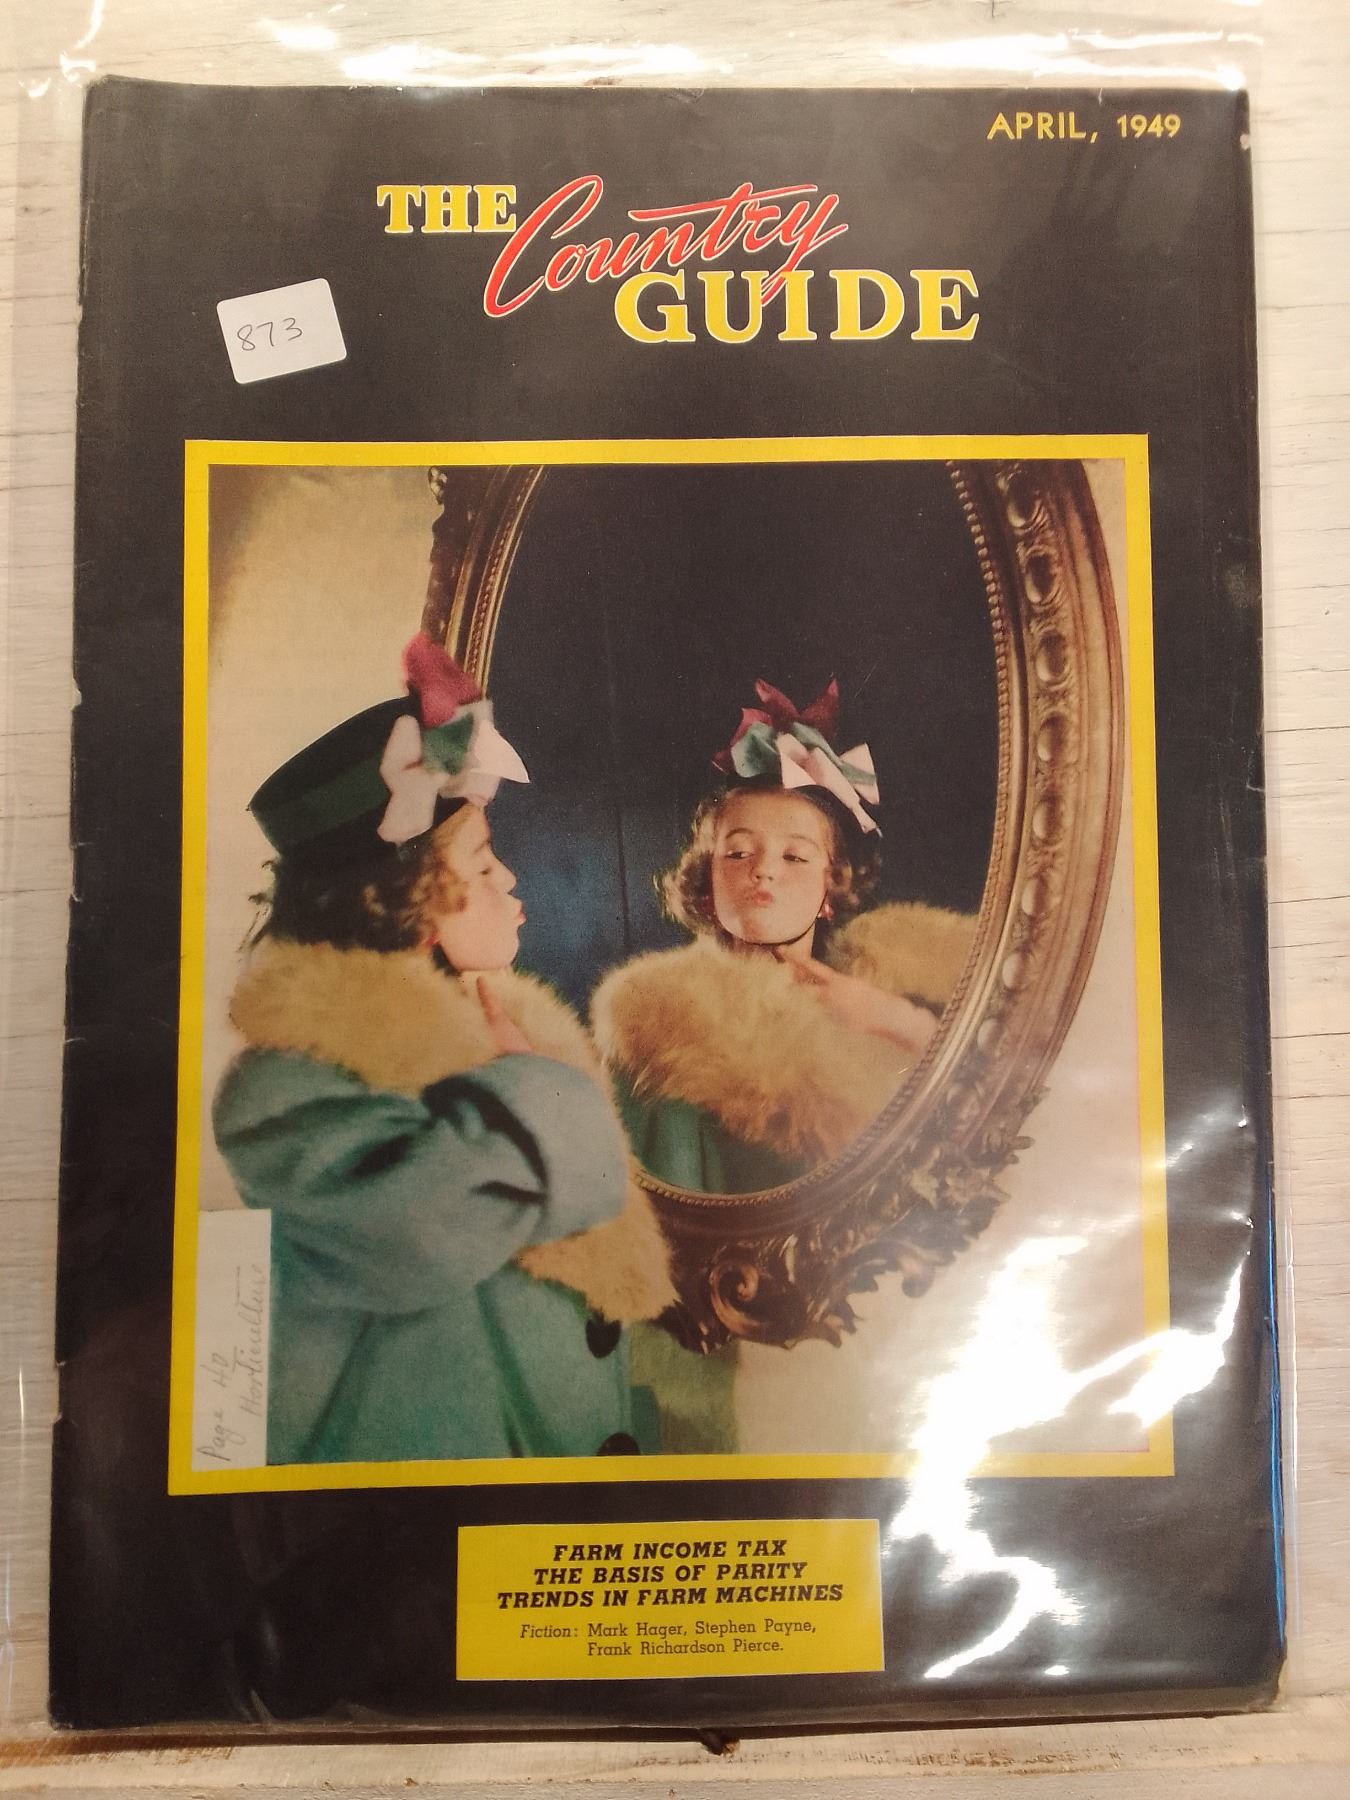 APRIL, 1949
THE Country
GUIDE
873
Page 40
Horticulture
FARM INCOME TAX
THE BASIS OF PARITY
TRENDS IN FARM MACHINES
Fiction: Mark Hager, Stephen Payne,
Frank Richardson Pierce.